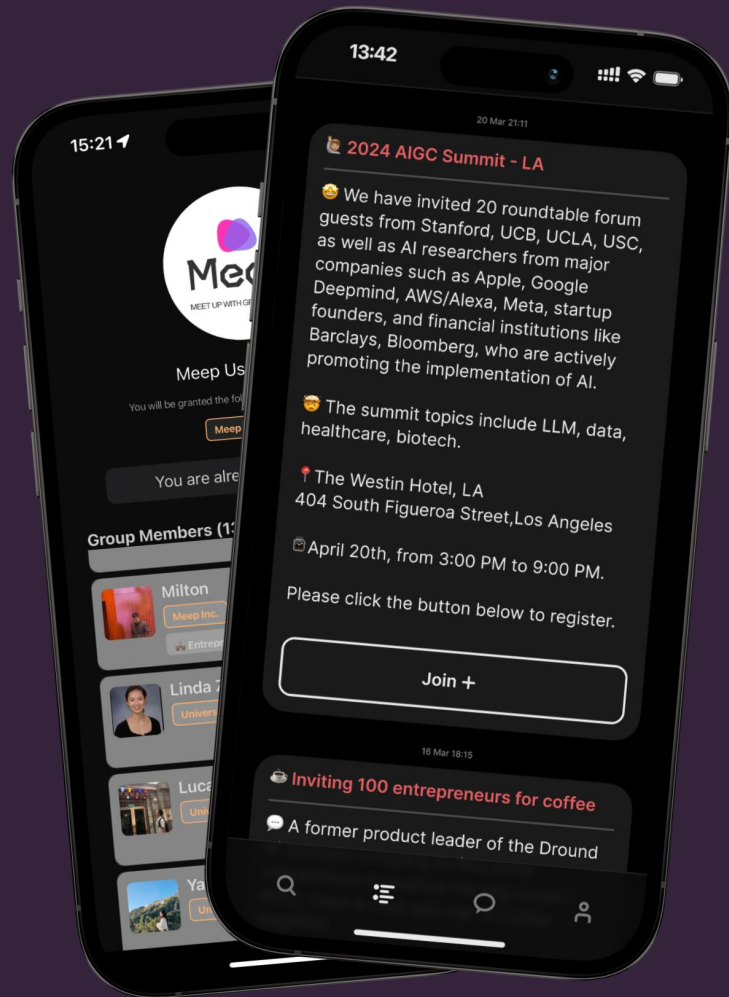 15:21
Mee
MEET UP WITH GR
Meep Us
You will be granted the fol
Meep
You are alre
Group Members (13
Milton
Meep Inc.
Entrepr
Linda Z
Univers
Luca
Uni
Ya
Un
13:42
20 Mar 21:11
2024 AIGC Summit - LA
We have invited 20 roundtable forum
guests from Stanford, UCB, UCLA, USC,
as well as AI researchers from major
companies such as Apple, Google
Deepmind, AWS/Alexa, Meta, startup
founders, and financial institutions like
Barclays, Bloomberg, who are actively
promoting the implementation of AI.
The summit topics include LLM, data,
healthcare, biotech.
The Westin Hotel, LA
404 South Figueroa Street,Los Angeles
April 20th, from 3:00 PM to 9:00 PM.
Please click the button below to register.
Join +
16 Mar 18:15
Inviting 100 entrepreneurs for coffee
A former product leader of the Dround